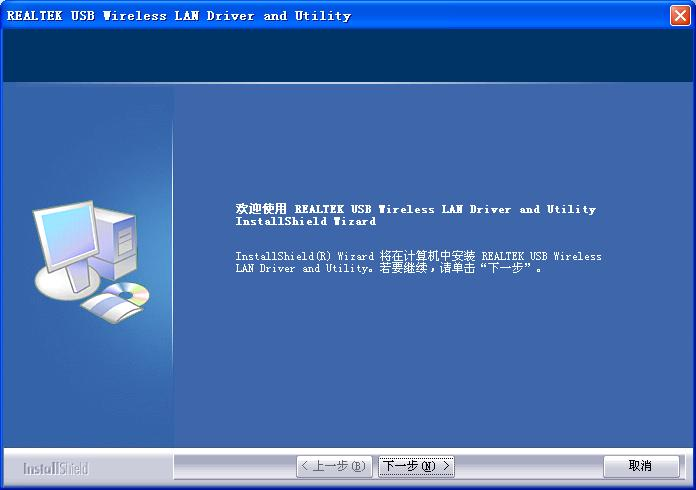 REALTEK USB Wireless LAN Driver and Utility
欢迎使用 REALTEK USB Wireless LAN Driver and Utility
InstallShield Wizard
InstallShield(R) Wizard 将在计算机中安装 REALTEK USB Wireless
LAN Driver and Utility。若要继续，请单击“下一步”。
InstallShield
< 上一步(B)
下一步(N) >
取消